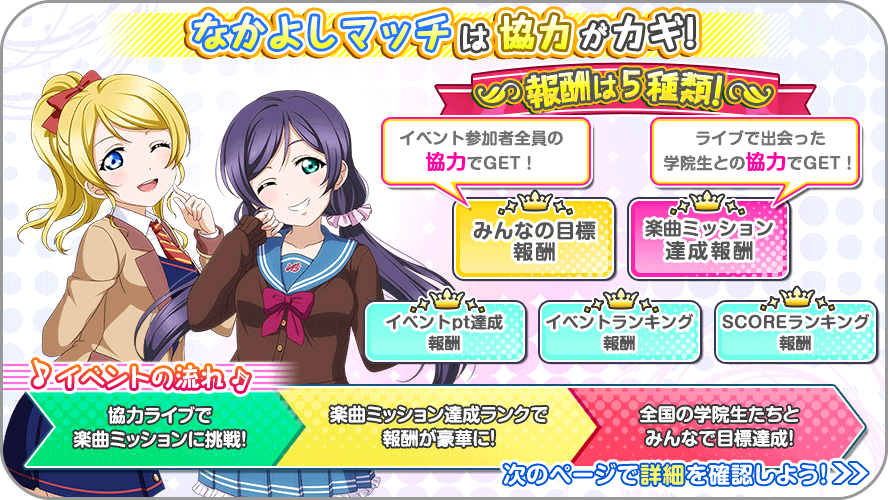 なかよしマッチは協力がカギ!
報酬は5種類!
イベント参加者全員の
協力でGET!
ライブで出会った
学院生との協力でGET!
みんなの目標
報酬
楽曲ミッション
達成報酬
イベントpt達成
報酬
イベントランキング
報酬
SCOREランキング
報酬
♪イベントの流れ♪
協力ライブで
楽曲ミッションに挑戦!
楽曲ミッション達成ランクで
報酬が豪華に!
全国の学院生たちと
みんなで目標達成!
次のページで詳細を確認しよう!>>